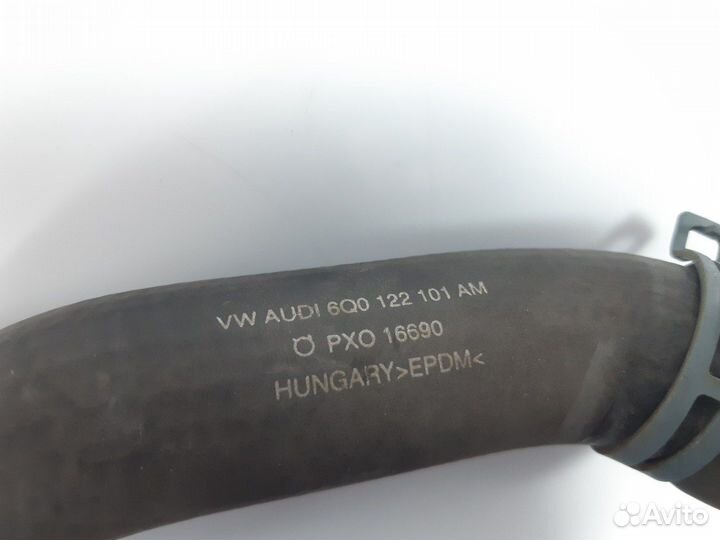 VW AUDI 6Q0 122 101 AM
PXO 16690
HUNGARY>EPDM<
Avito